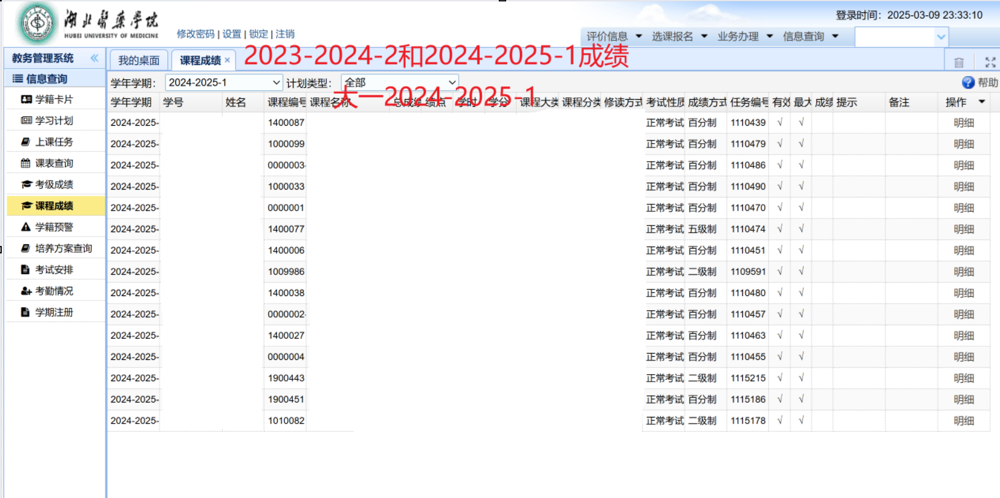 湖北医药学院
HUBEI UNIVERSITY OF MEDICINE
修改密码 | 设置 | 锁定 | 注销
登录时间：2025-03-09 23:33:10
评价信息 选课报名 业务办理 信息查询
教务管理系统
我的桌面 课程成绩
2023-2024-2和2024-2025-1成绩
信息查询
学年学期： 2024-2025-1 计划类型： 全部
帮助
大一2024-2025-1
学年学期 学号 姓名 课程编号 课程名称 总成绩 绩点 学时 学分 课程大类 课程分类 修读方式 考试性质 成绩方式 任务编号 有效 最大 成绩 提示 备注 操作
学籍卡片
学习计划
上课任务
课表查询
考级成绩
课程成绩
学籍预警
培养方案查询
考试安排
考勤情况
学期注册
2024-2025- 1400087 正常考试 百分制 1110439 √ √ 明细
2024-2025- 1000099 正常考试 百分制 1110479 √ √ 明细
2024-2025- 0000003- 正常考试 百分制 1110486 √ √ 明细
2024-2025- 1000033 正常考试 百分制 1110490 √ √ 明细
2024-2025- 0000001 正常考试 百分制 1110470 √ √ 明细
2024-2025- 1400077 正常考试 五级制 1110474 √ √ 明细
2024-2025- 1400006 正常考试 百分制 1110451 √ √ 明细
2024-2025- 1009986 正常考试 二级制 1109591 √ √ 明细
2024-2025- 1400038 正常考试 百分制 1110480 √ √ 明细
2024-2025- 0000002- 正常考试 百分制 1110457 √ √ 明细
2024-2025- 1400027 正常考试 百分制 1110463 √ √ 明细
2024-2025- 0000004 正常考试 百分制 1110455 √ √ 明细
2024-2025- 1900443 正常考试 二级制 1115215 √ √ 明细
2024-2025- 1900451 正常考试 百分制 1115186 √ √ 明细
2024-2025- 1010082 正常考试 二级制 1115178 √ √ 明细